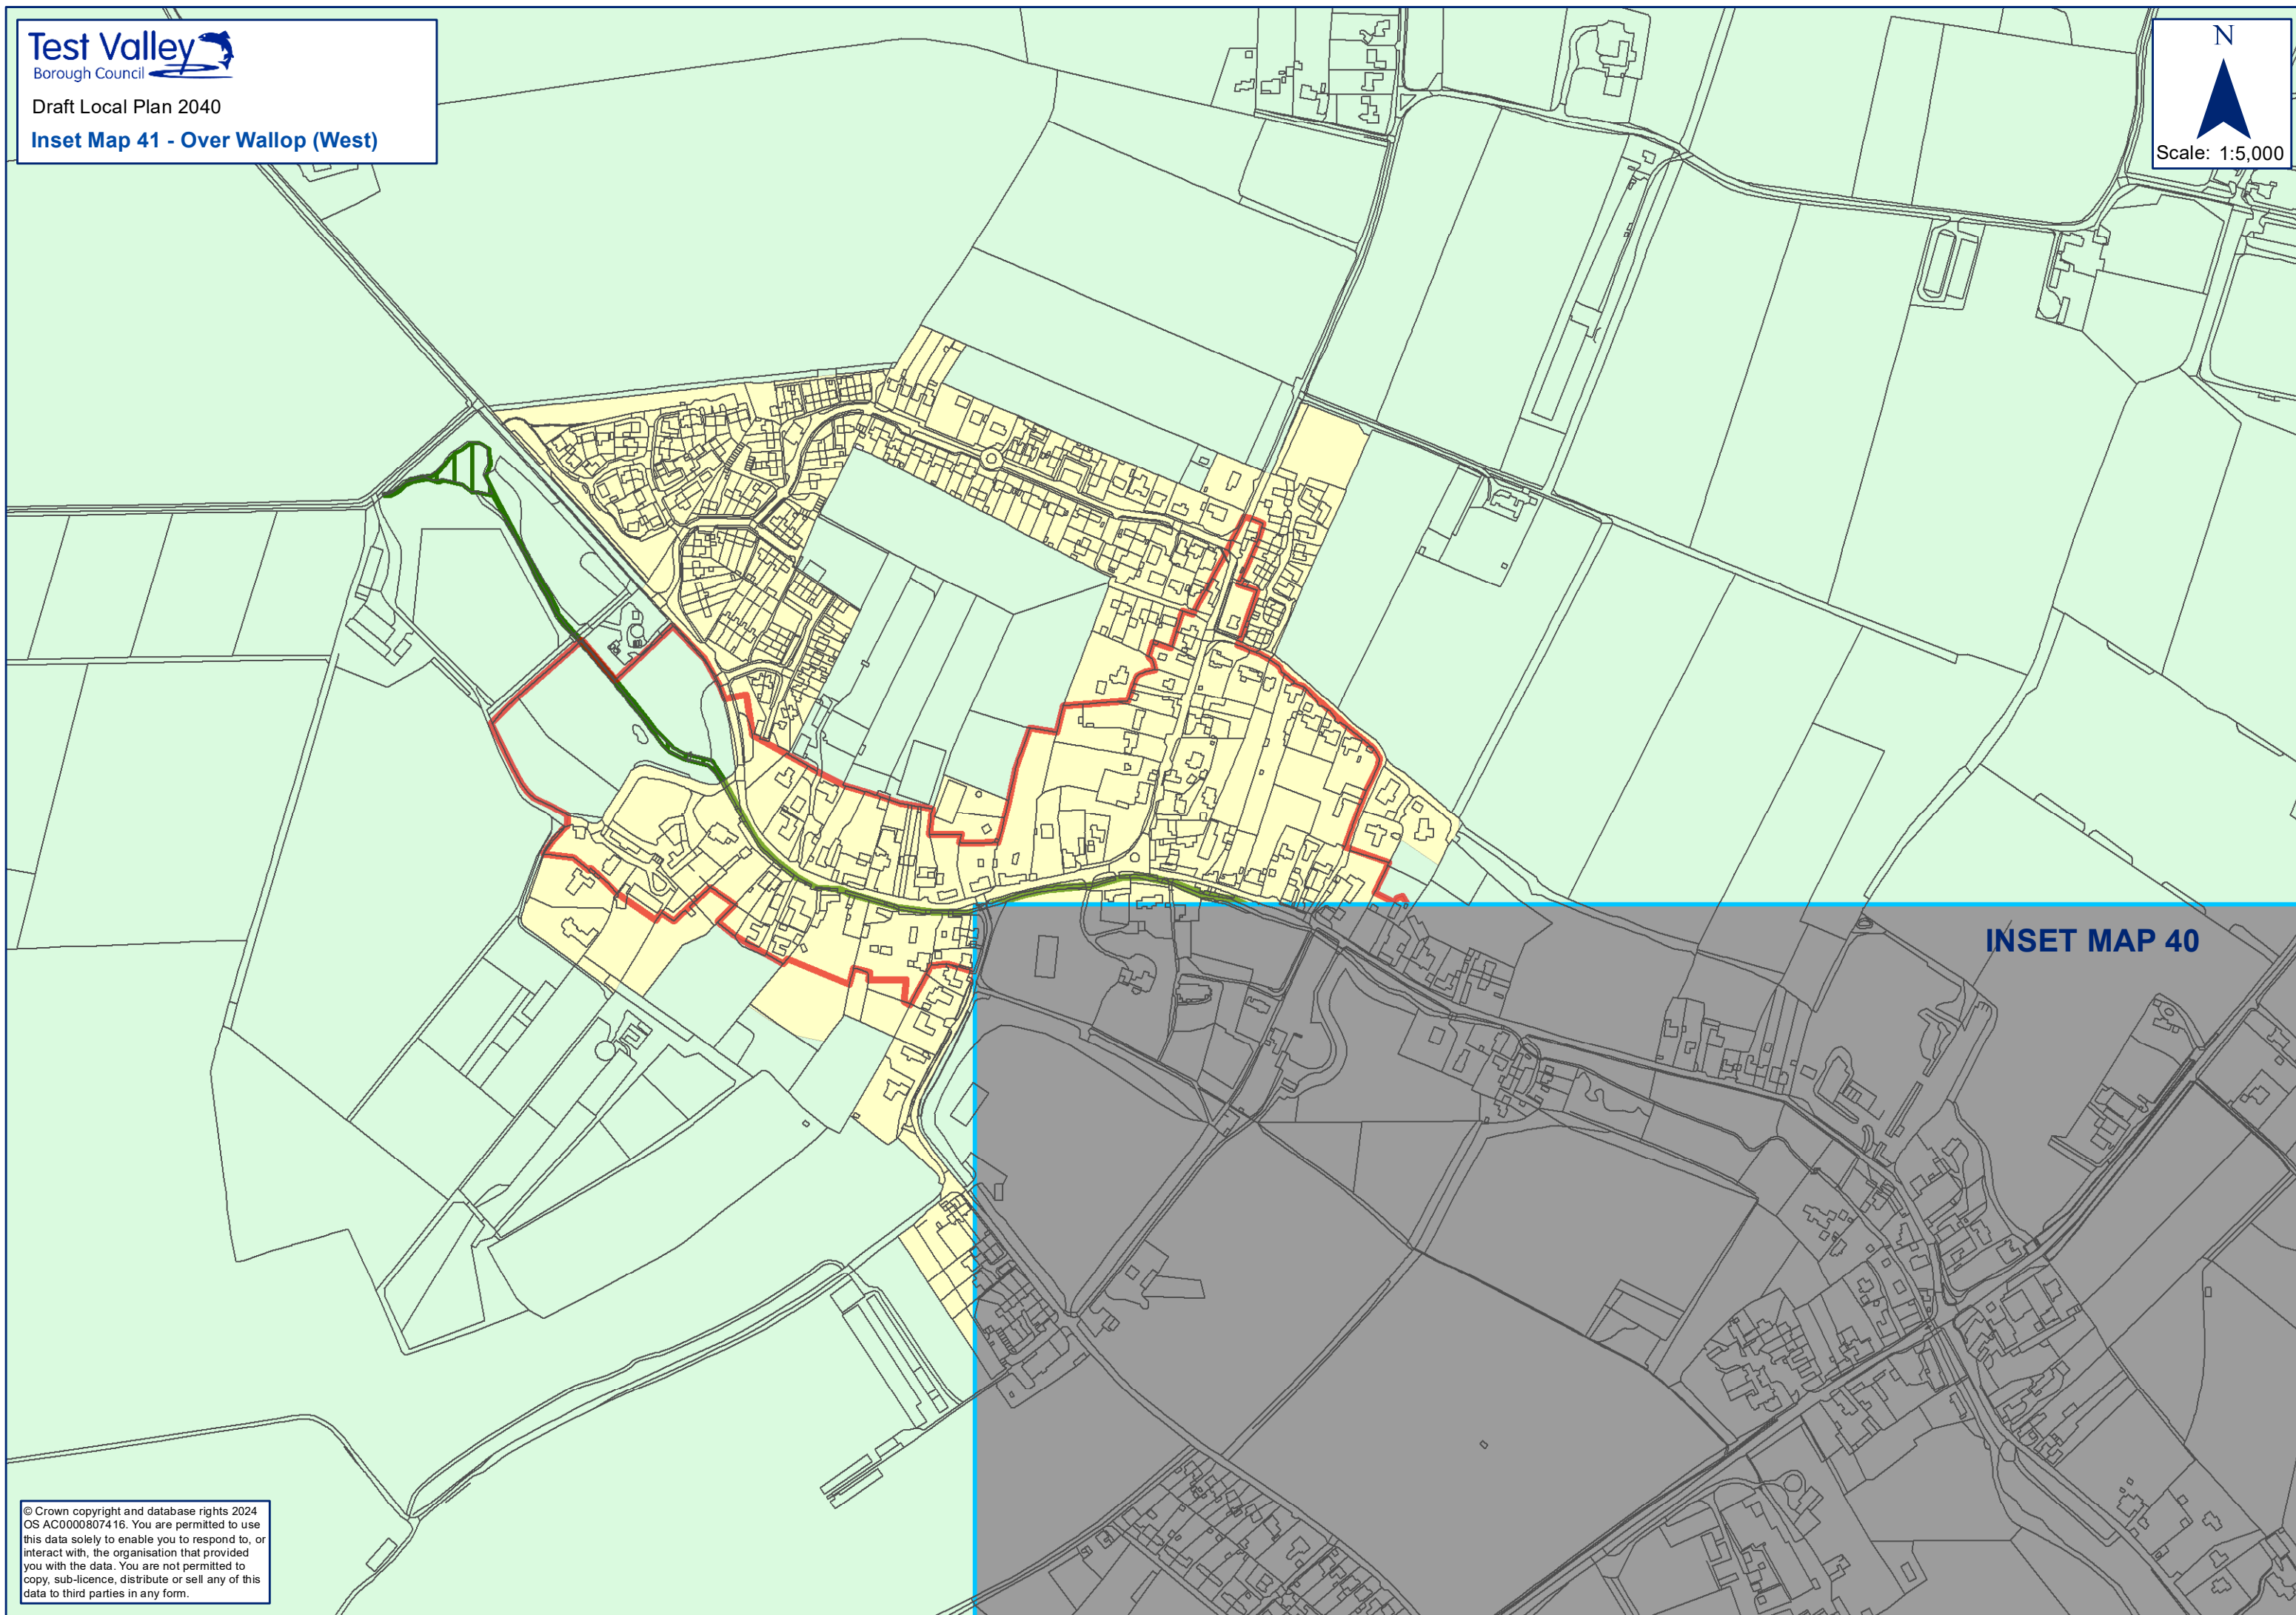 Test Valley
Borough Council
Draft Local Plan 2040
Inset Map 41 - Over Wallop (West)
N
Scale: 1:5,000
INSET MAP 40
© Crown copyright and database rights 2024
OS AC0000807416. You are permitted to use
this data solely to enable you to respond to, or
interact with, the organisation that provided
you with the data. You are not permitted to
copy, sub-licence, distribute or sell any of this
data to third parties in any form.